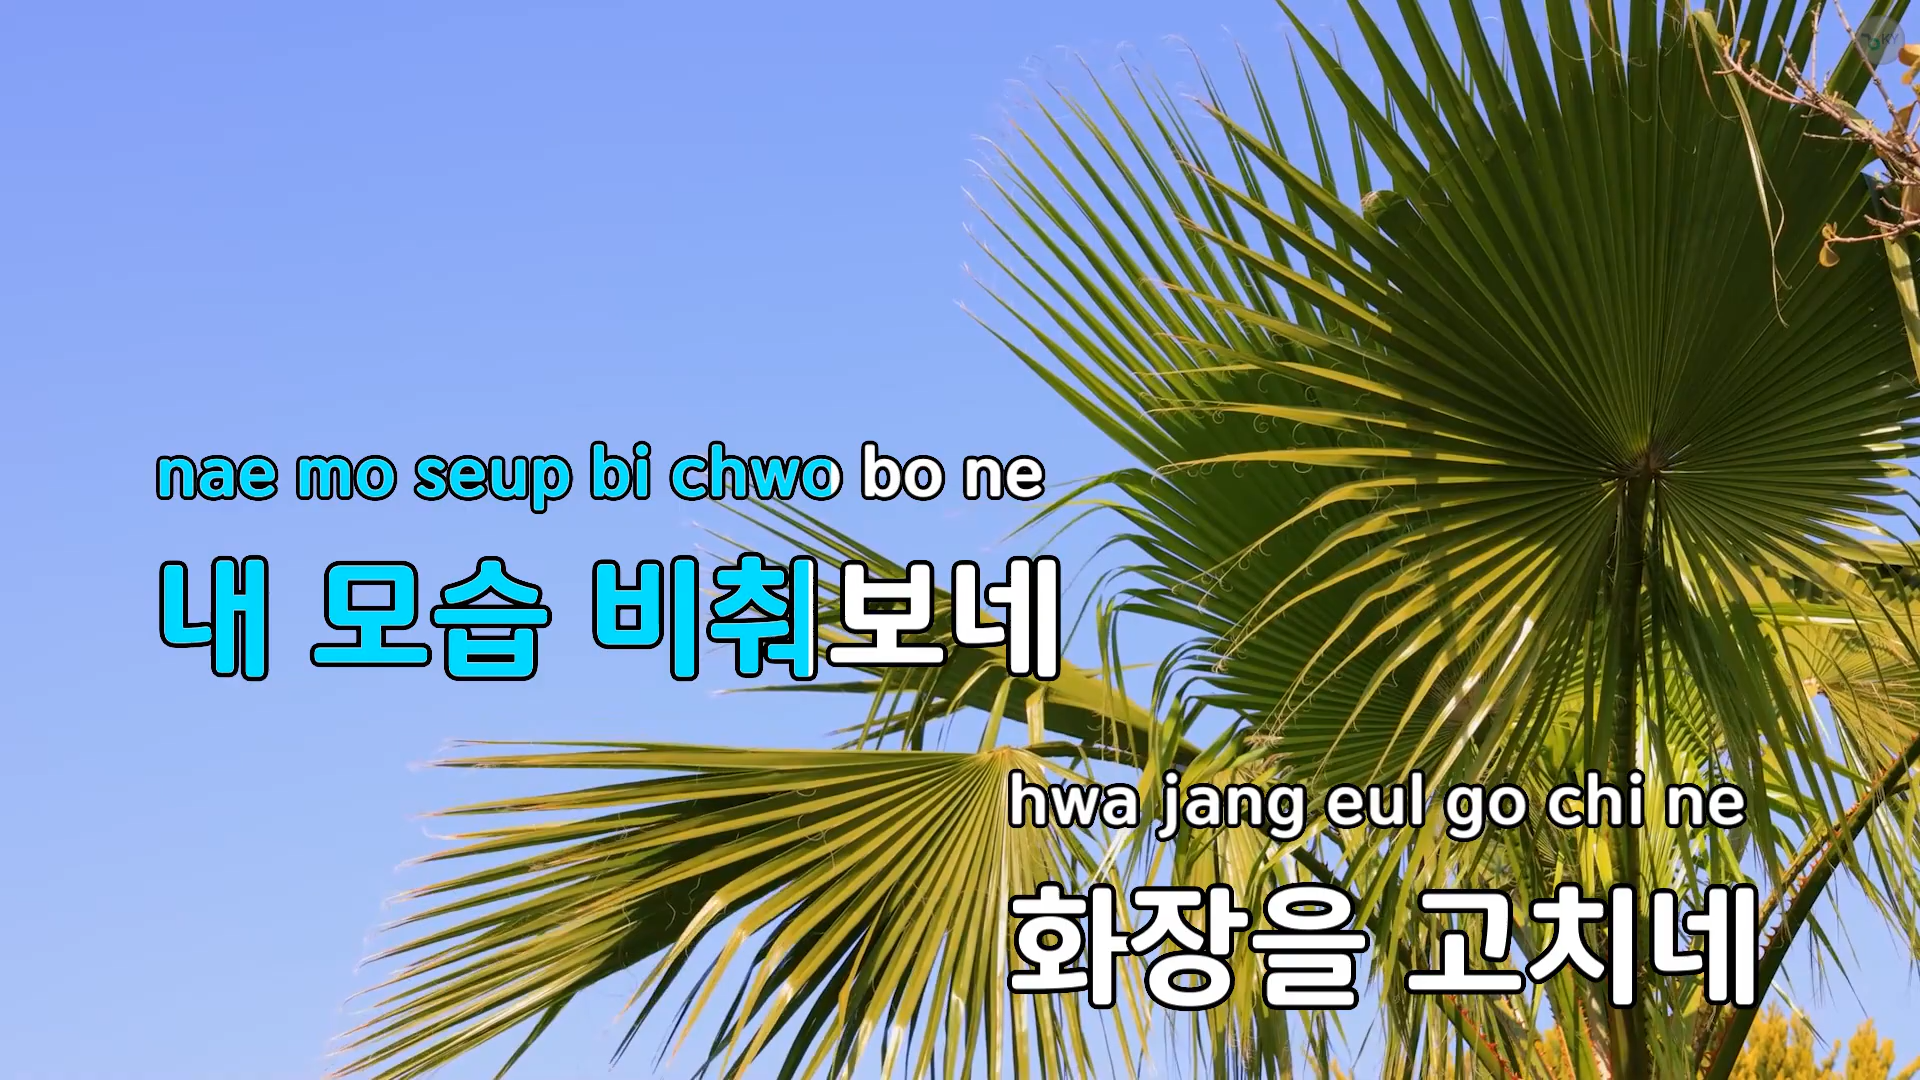 KY
nae mo seup bi chwo bo ne
내 모습 비춰보네
hwa jang eul go chi ne
화장을 고치네